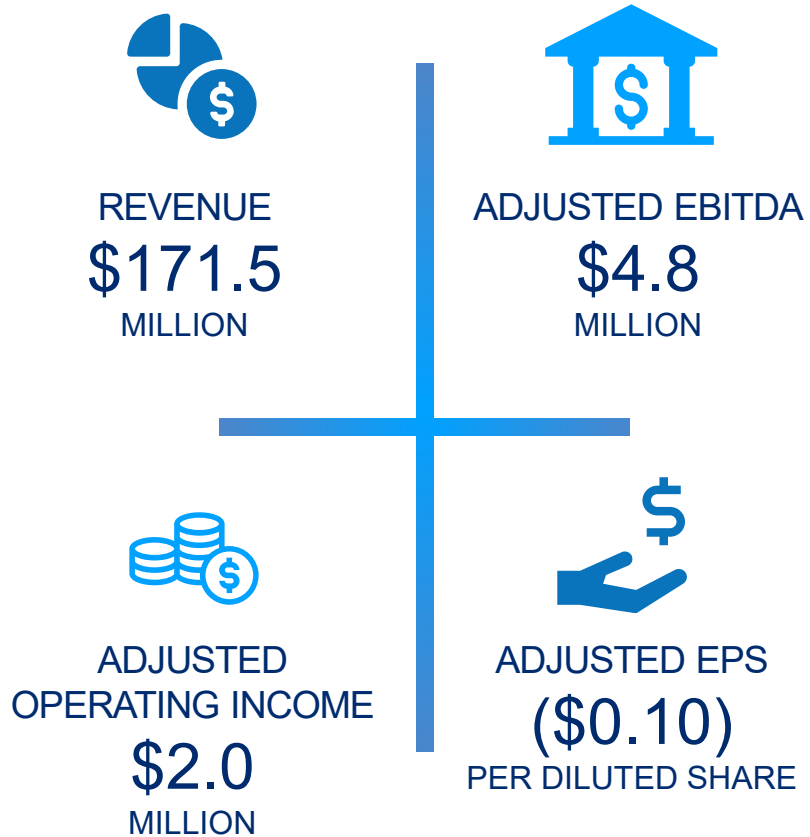 REVENUE
$171.5
MILLION
ADJUSTED EBITDA
$4.8
MILLION
ADJUSTED
OPERATING INCOME
$2.0
MILLION
ADJUSTED EPS
($0.10)
PER DILUTED SHARE